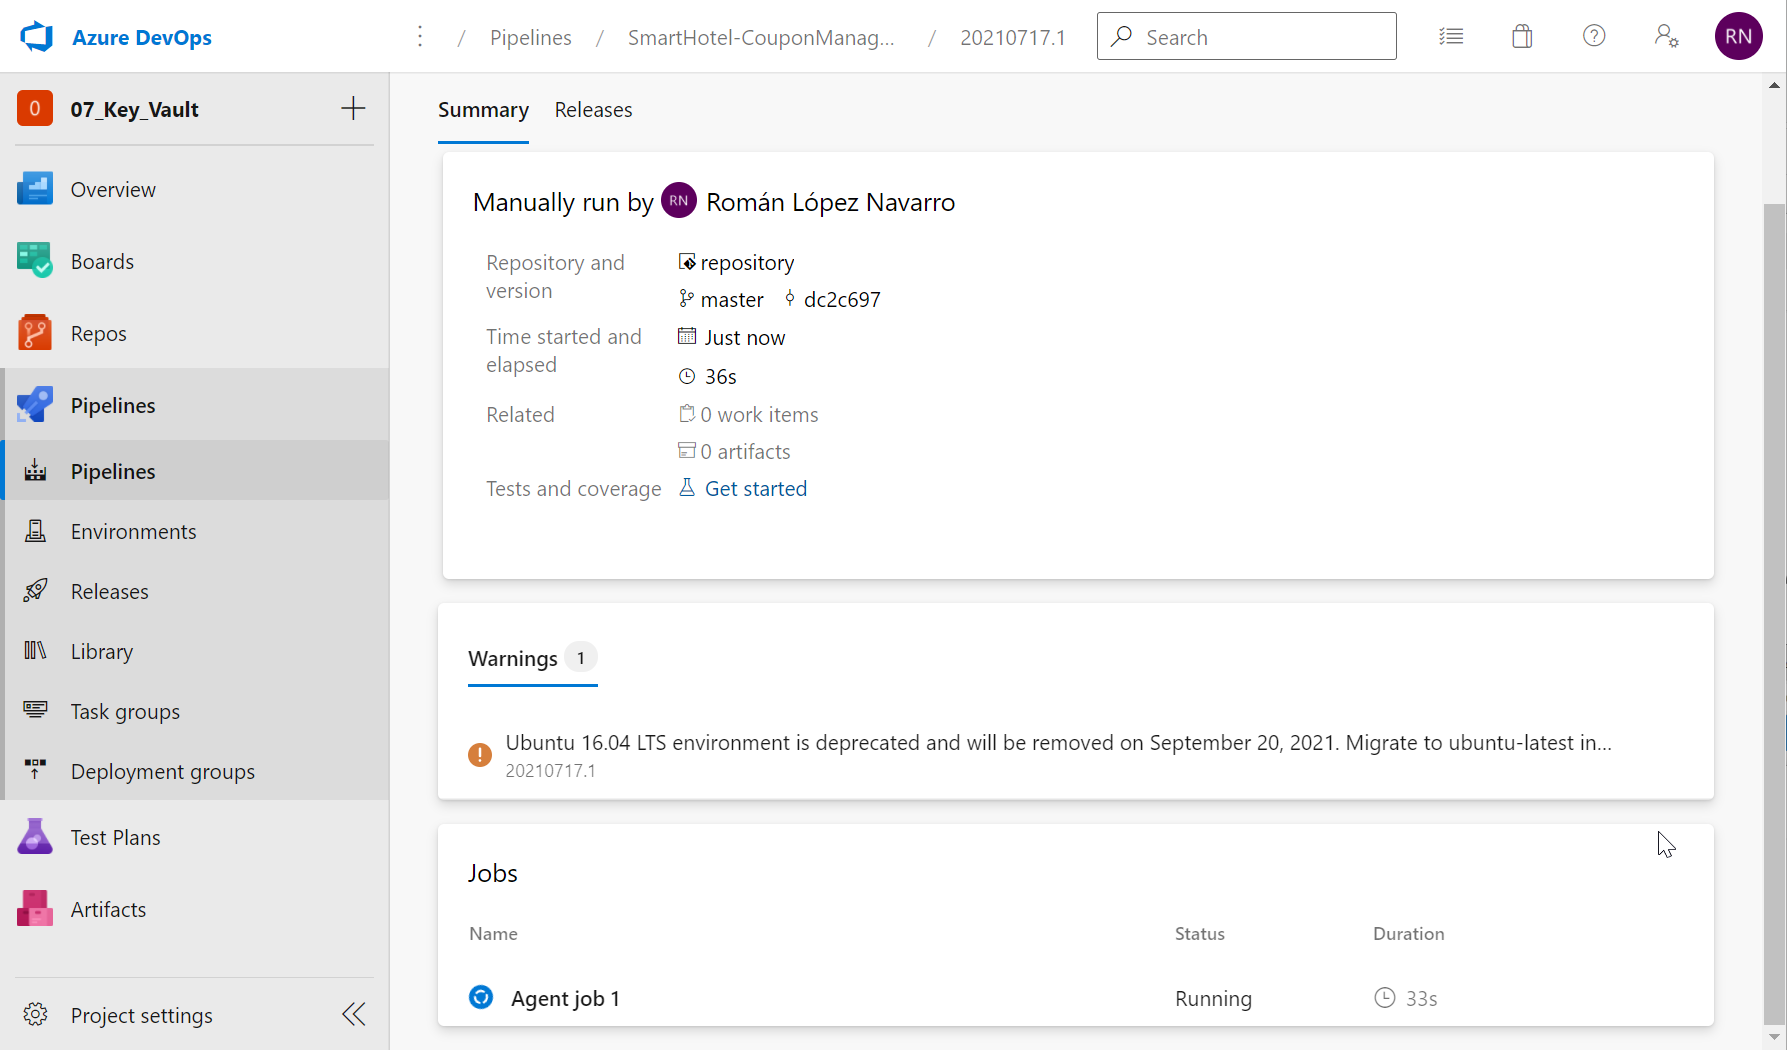 Azure DevOps
/ Pipelines / SmartHotel-CouponManag... / 20210717.1
Search
RN
O 07_Key_Vault
Overview
Boards
Repos
Pipelines
Pipelines
Environments
Releases
Library
Task groups
Deployment groups
Test Plans
Artifacts
Project settings
Summary Releases
Manually run by RN Román López Navarro
Repository and
version
repository
master dc2c697
Time started and
elapsed
Just now
36s
Related
0 work items
0 artifacts
Tests and coverage Get started
Warnings 1
Ubuntu 16.04 LTS environment is deprecated and will be removed on September 20, 2021. Migrate to ubuntu-latest in...
20210717.1
Jobs
Name Status Duration
Agent job 1 Running 33s